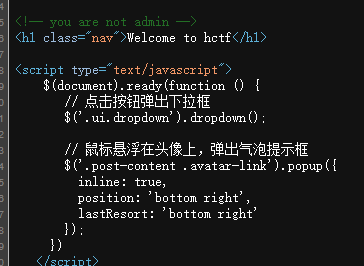 <!-- you are not admin -->
<h1 class="nav">Welcome to hctf</h1>
<script type="text/javascript">
$(document).ready(function () {
// 点击按钮弹出下拉框
$('.ui.dropdown').dropdown();
// 鼠标悬浮在头像上，弹出气泡提示框
$('.post-content .avatar-link').popup({
inline: true,
position: 'bottom right',
lastResort: 'bottom right'
});
})
</script>